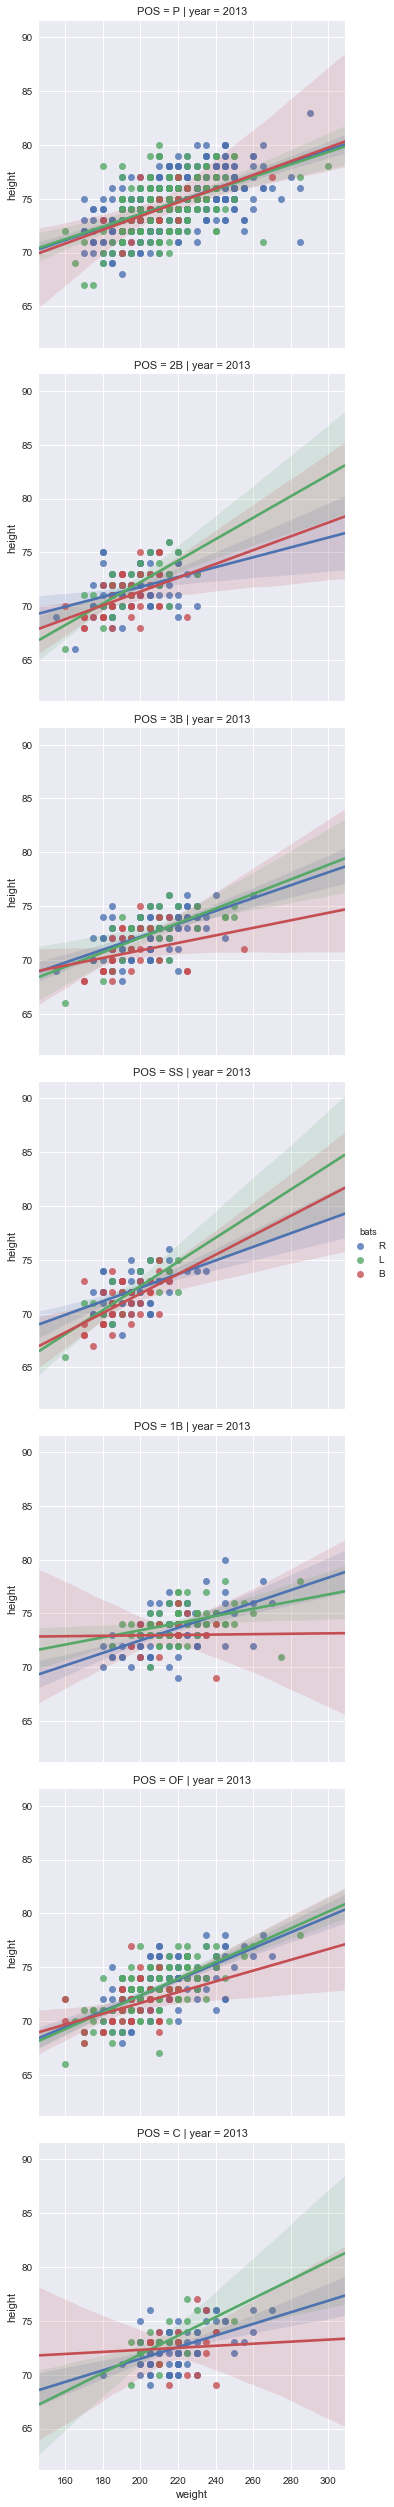 POS = P | year = 2013
90
85
80
75
70
65
height
POS = 2B | year = 2013
90
85
80
75
70
65
height
POS = 3B | year = 2013
90
85
80
75
70
65
height
POS = SS | year = 2013
90
85
80
75
70
65
height
bats
R
L
B
POS = 1B | year = 2013
90
85
80
75
70
65
height
POS = OF | year = 2013
90
85
80
75
70
65
height
POS = C | year = 2013
90
85
80
75
70
65
height
160 180 200 220 240 260 280 300
weight